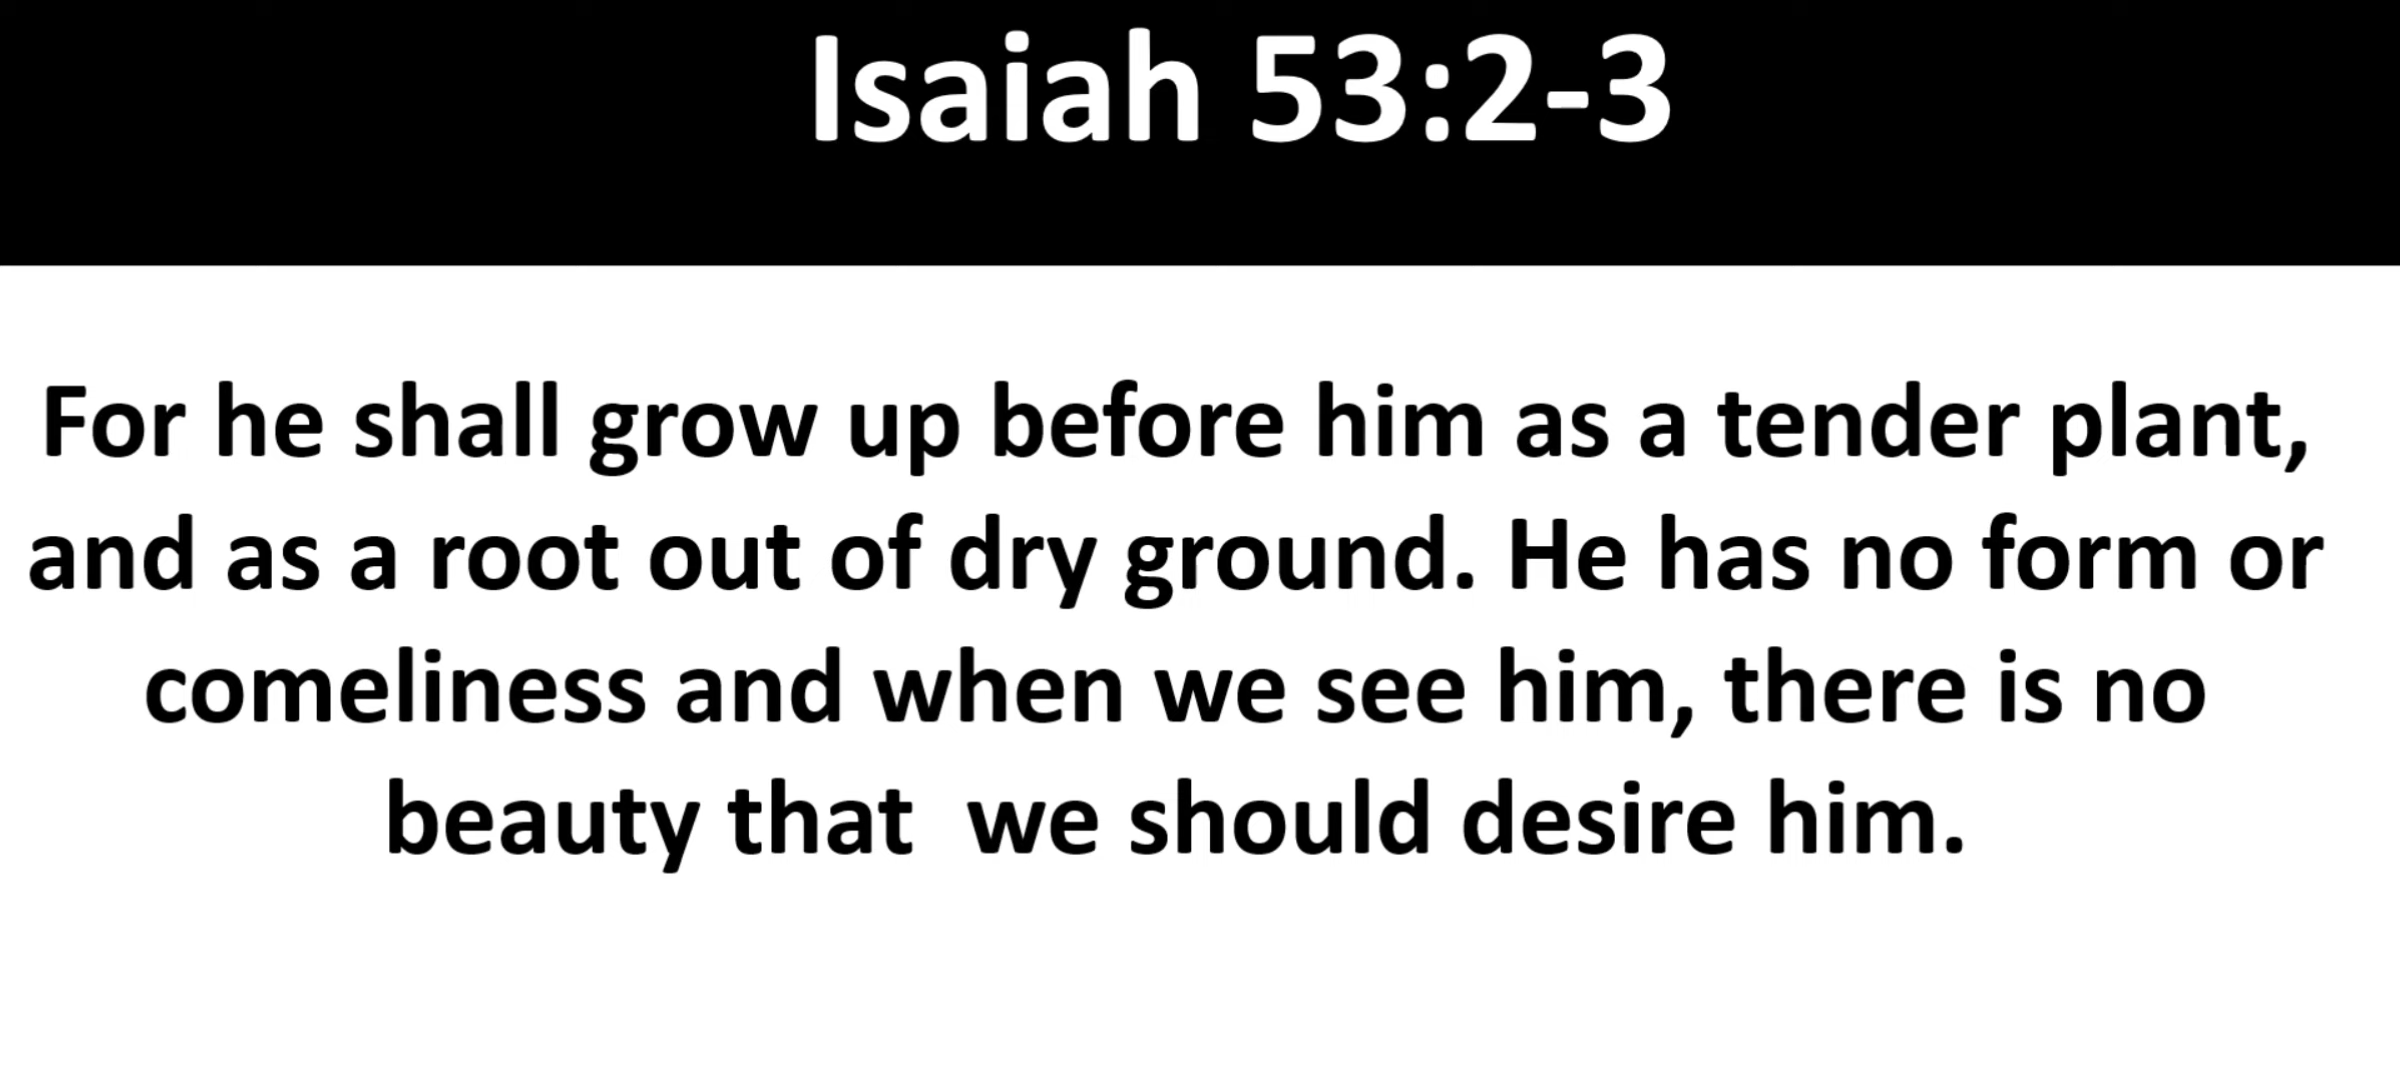 Isaiah 53:2-3
For he shall grow up before him as a tender plant,
and as a root out of dry ground. He has no form or
comeliness and when we see him, there is no
beauty that  we should desire him.